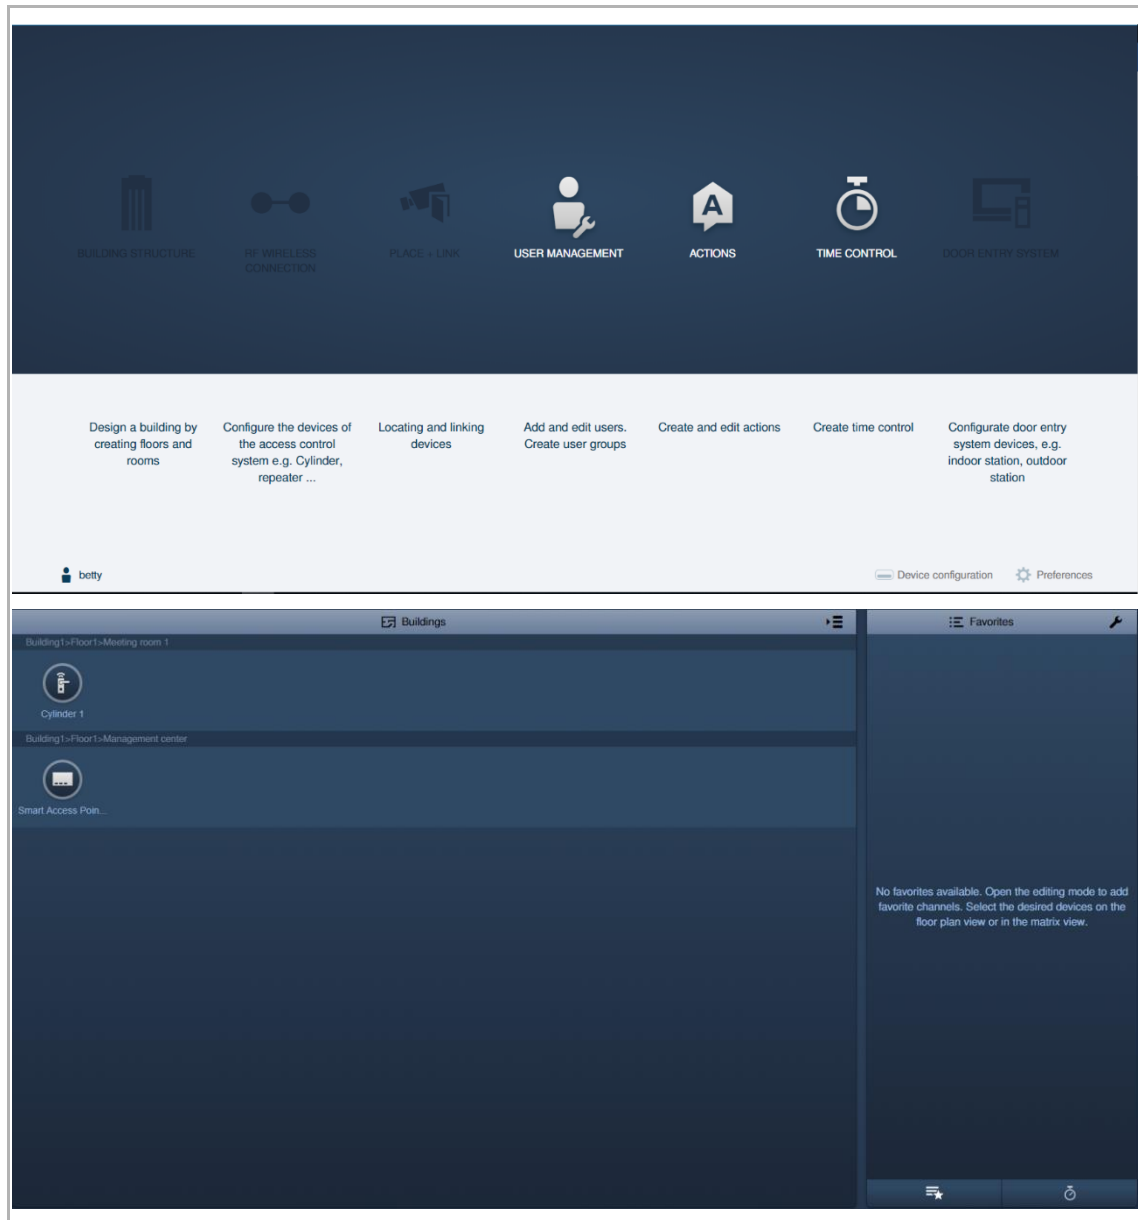 BUILDING STRUCTURE
RF WIRELESS
CONNECTION
PLACE + LINK
USER MANAGEMENT
A
ACTIONS
TIME CONTROL
DOOR ENTRY SYSTEM
Design a building by
creating floors and
rooms
Configure the devices of
the access control
system e.g. Cylinder,
repeater ...
Locating and linking
devices
Add and edit users.
Create user groups
Create and edit actions
Create time control
Configurate door entry
system devices, e.g.
indoor station, outdoor
station
betty
Device configuration
Preferences
Buildings
Building1>Floor1>Meeting room 1
Cylinder 1
Building1>Floor1>Management center
Smart Access Poin...
Favorites
No favorites available. Open the editing mode to add
favorite channels. Select the desired devices on the
floor plan view or in the matrix view.